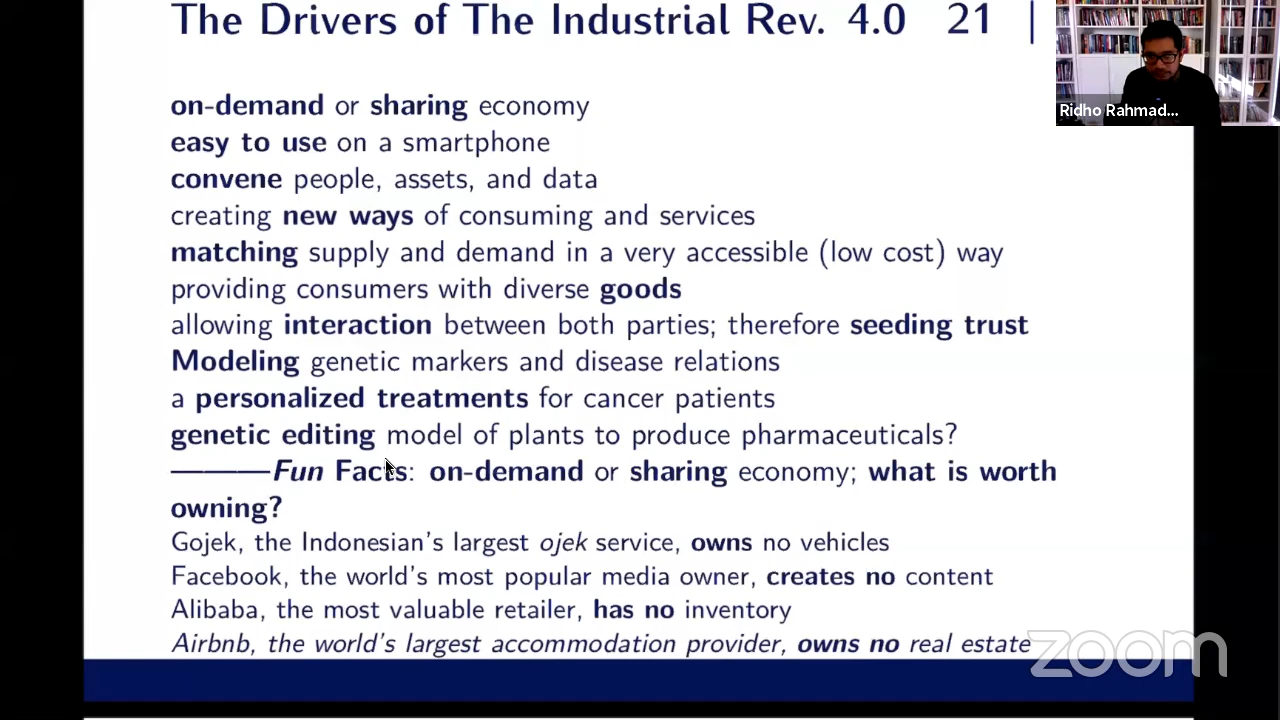 The Drivers of The Industrial Rev. 4.0 21 |
Ridho Rahmad...
on-demand or sharing economy
easy to use on a smartphone
convene people, assets, and data
creating new ways of consuming and services
matching supply and demand in a very accessible (low cost) way
providing consumers with diverse goods
allowing interaction between both parties; therefore seeding trust
Modeling genetic markers and disease relations
a personalized treatments for cancer patients
genetic editing model of plants to produce pharmaceuticals?
———Fun Facts: on-demand or sharing economy; what is worth
owning?
Gojek, the Indonesian's largest ojek service, owns no vehicles
Facebook, the world's most popular media owner, creates no content
Alibaba, the most valuable retailer, has no inventory
Airbnb, the world's largest accommodation provider, owns no real estate
zoom